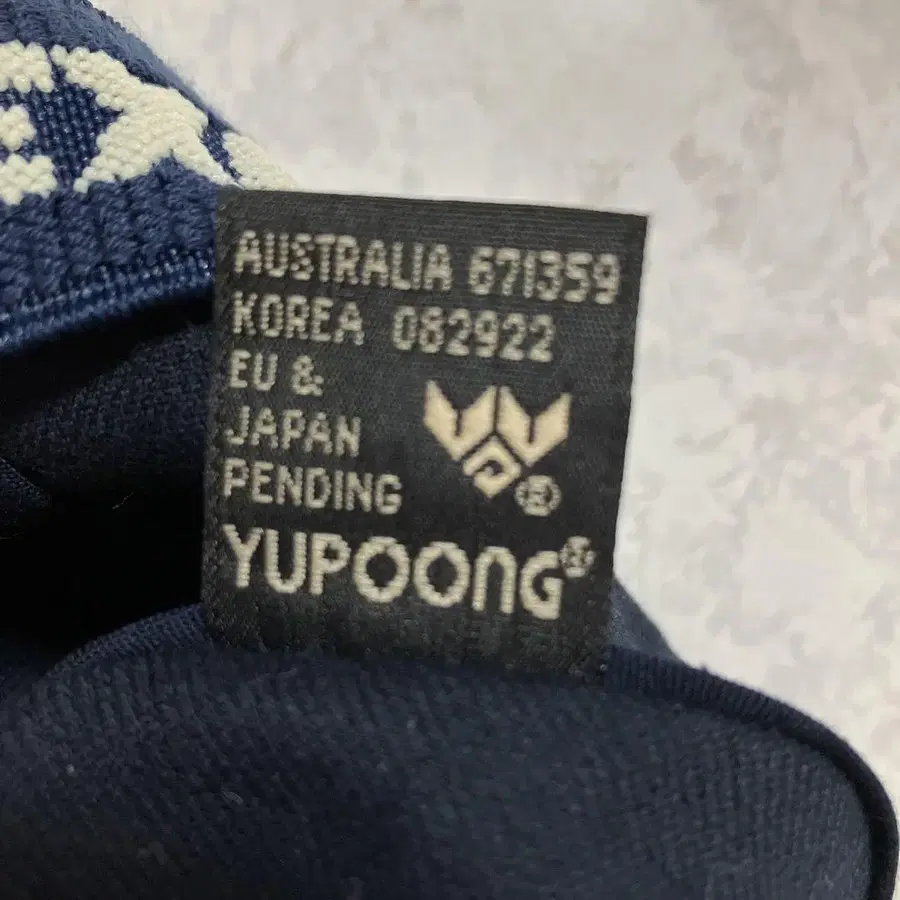 AUSTRALIA 671359
KOREA 082922
EU &
JAPAN
PENDING
®
YUPOONG®